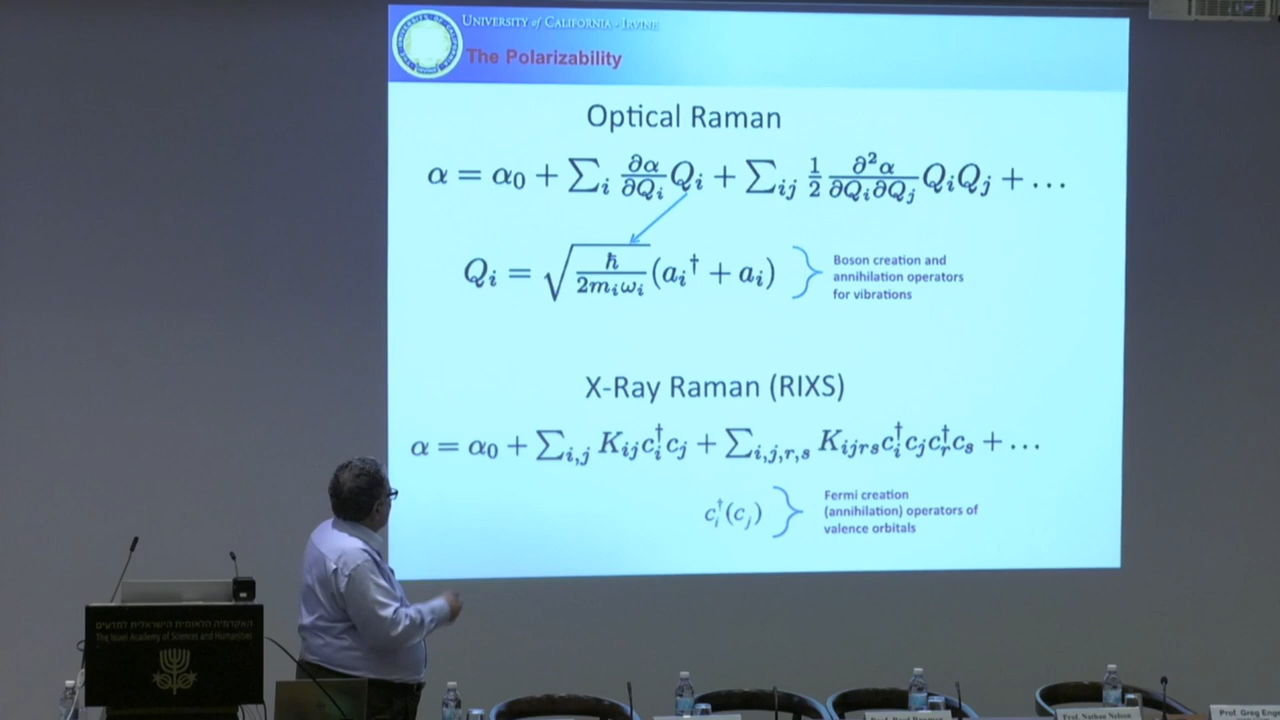 UNIVERSITY of CALIFORNIA - IRVINE
The Polarizability
Optical Raman
α = α₀ + ∑ᵢ ∂α/∂Qᵢ Qᵢ + ∑ᵢⱼ 1/2 ∂²α/∂Qᵢ∂Qⱼ QᵢQⱼ + …
Qᵢ = √(ħ/2mᵢωᵢ) (aᵢ† + aᵢ)
Boson creation and
annihilation operators
for vibrations
X-Ray Raman (RIXS)
α = α₀ + ∑ᵢ,ⱼ Kᵢⱼcᵢ†cⱼ + ∑ᵢ,ⱼ,ᵣ,ₛ Kᵢⱼᵣₛcᵢ†cⱼcᵣ†cₛ + …
cᵢ†(cⱼ)
Fermi creation
(annihilation) operators of
valence orbitals
האקדמיה הלאומית הישראלית למדעים
The Israel Academy of Sciences and Humanities
Prof. Nathan Nelson
Prof. Greg